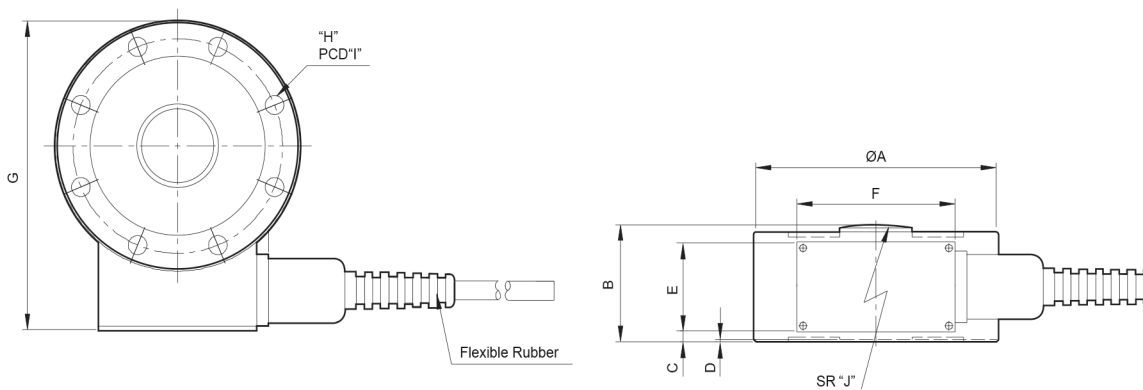 “H”
PCD“I”
G
Flexible Rubber
ØA
F
B
E
C
D
SR “J”